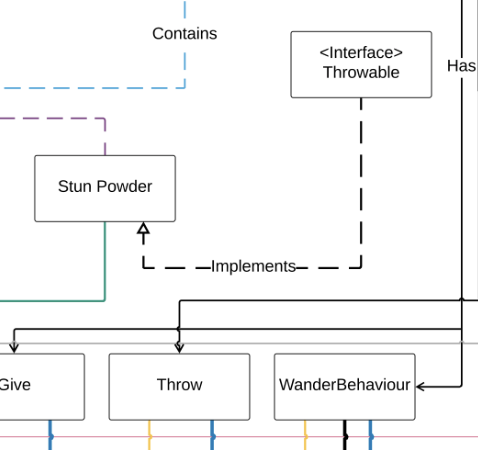 Contains
<Interface>
Throwable
Has
Stun Powder
Implements
Give
Throw
WanderBehaviour